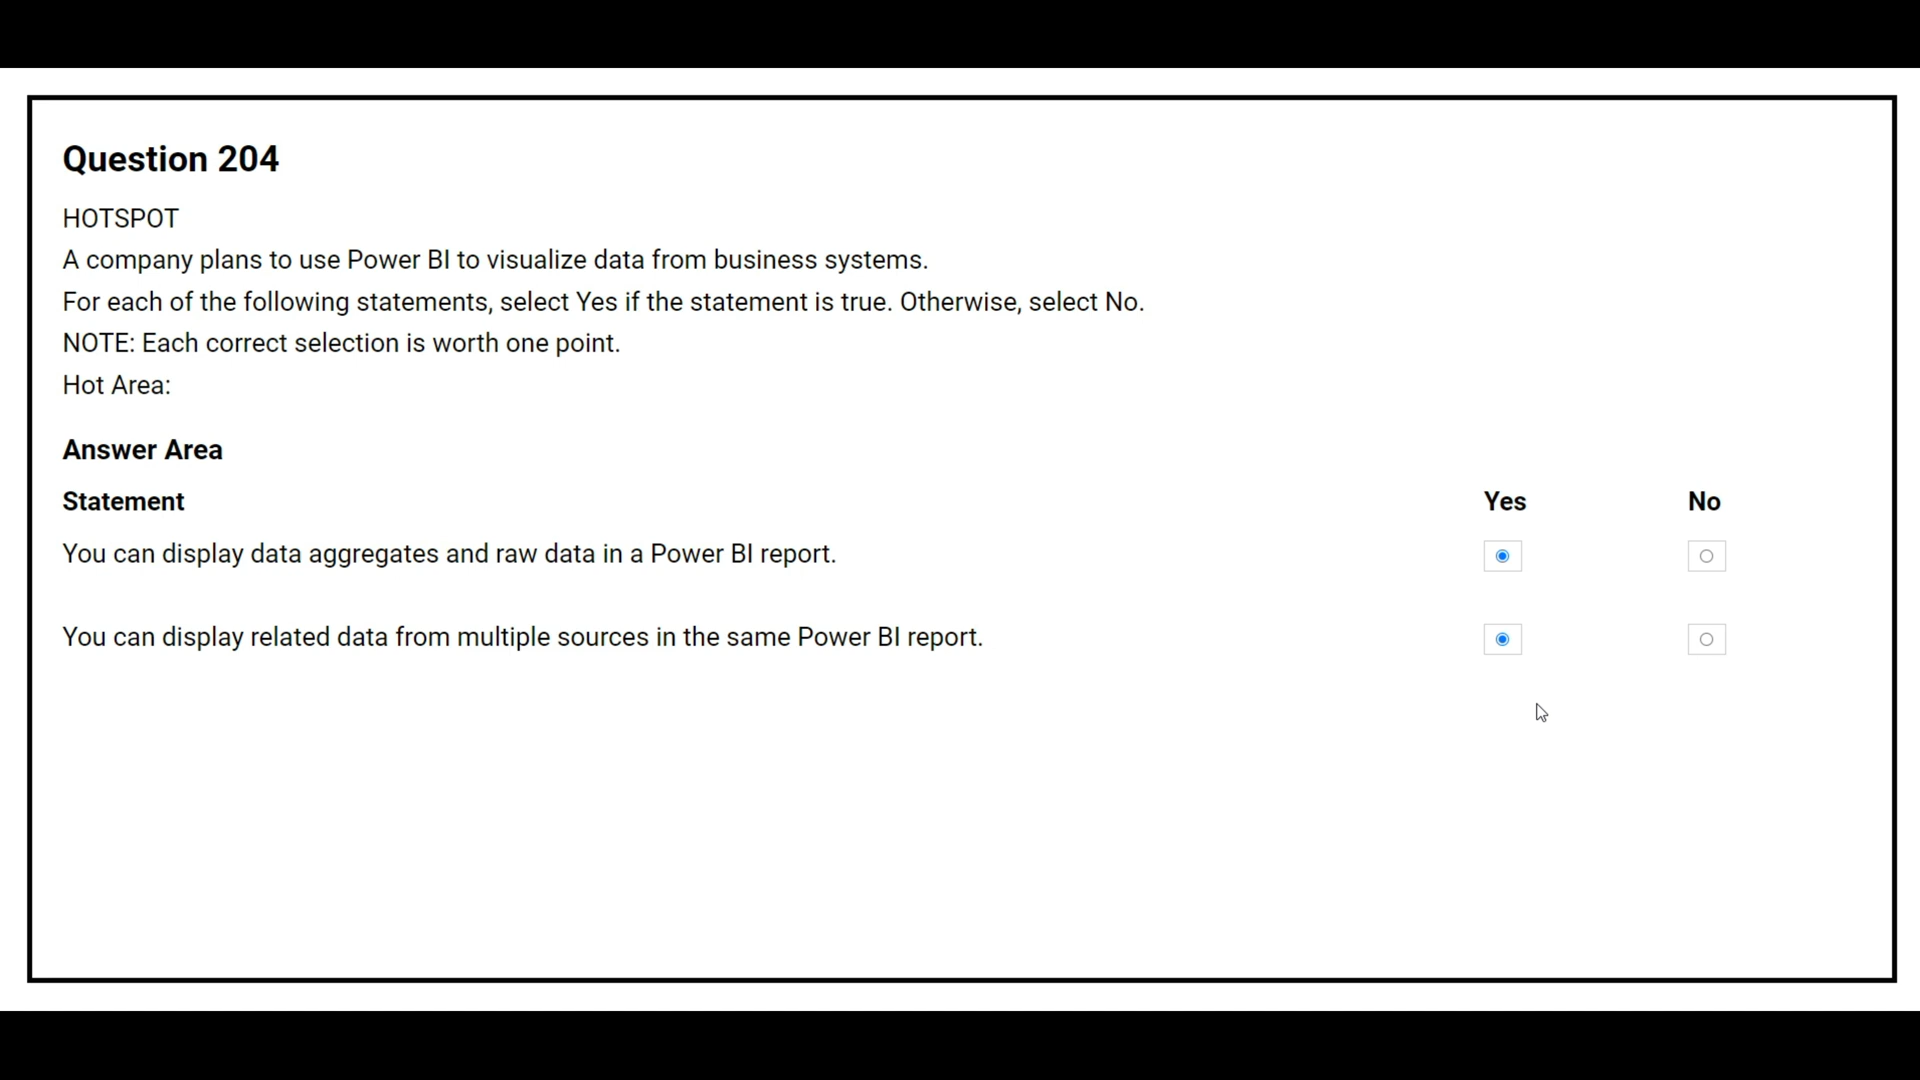 Question 204
HOTSPOT
A company plans to use Power BI to visualize data from business systems.
For each of the following statements, select Yes if the statement is true. Otherwise, select No.
NOTE: Each correct selection is worth one point.
Hot Area:
Answer Area
Statement Yes No
You can display data aggregates and raw data in a Power BI report.
You can display related data from multiple sources in the same Power BI report.